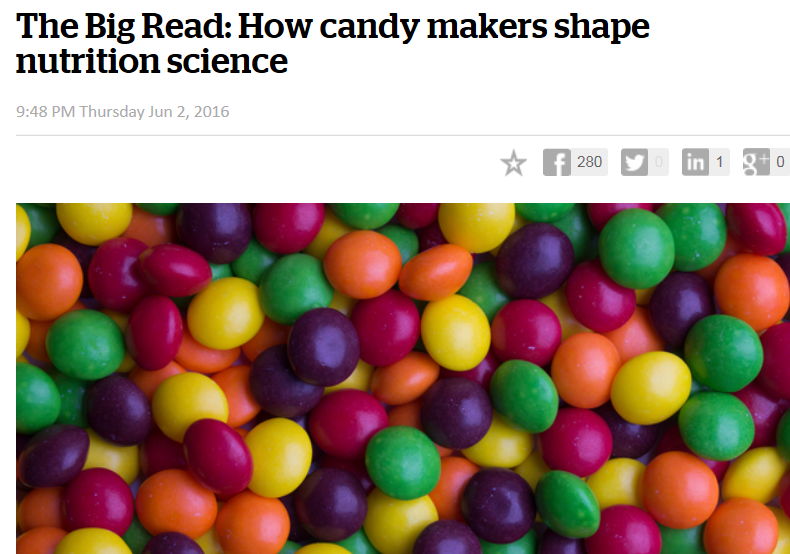 The Big Read: How candy makers shape
nutrition science
9:48 PM Thursday Jun 2, 2016
f 280 0 in 1 g+ 0